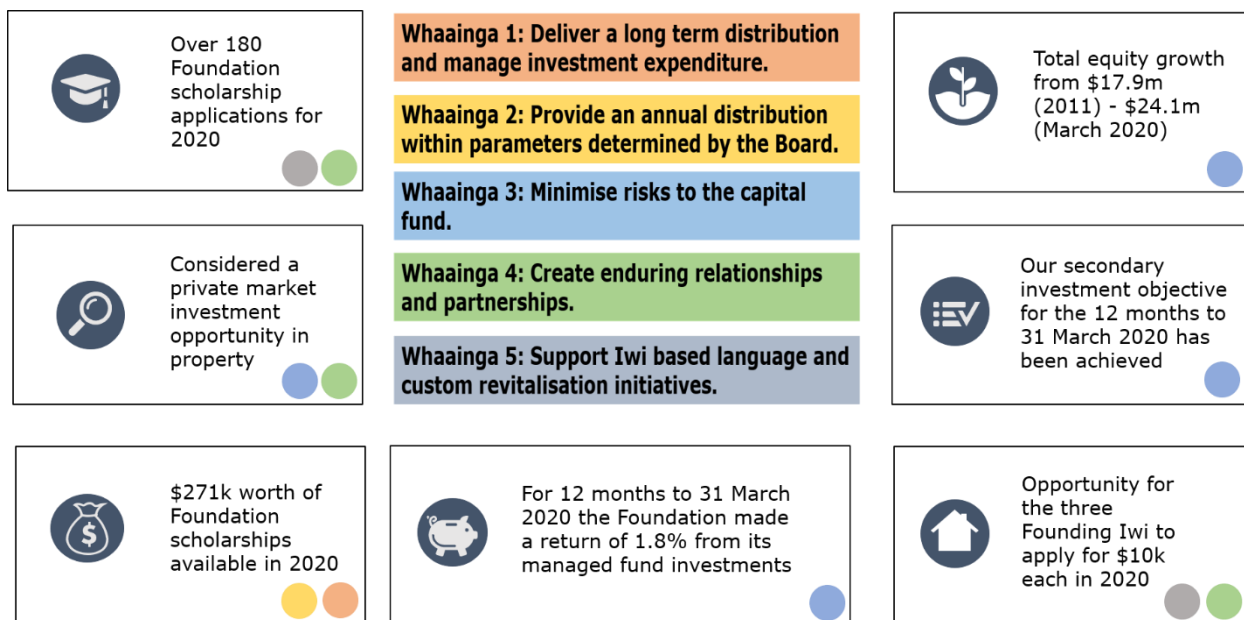 Over 180
Foundation
scholarship
applications for
2020
Whaainga 1: Deliver a long term distribution
and manage investment expenditure.
Whaainga 2: Provide an annual distribution
within parameters determined by the Board.
Whaainga 3: Minimise risks to the capital
fund.
Whaainga 4: Create enduring relationships
and partnerships.
Whaainga 5: Support Iwi based language and
custom revitalisation initiatives.
Total equity growth
from $17.9m
(2011) - $24.1m
(March 2020)
Considered a
private market
investment
opportunity in
property
Our secondary
investment objective
for the 12 months to
31 March 2020 has
been achieved
$271k worth of
Foundation
scholarships
available in 2020
For 12 months to 31 March
2020 the Foundation made
a return of 1.8% from its
managed fund investments
Opportunity for
the three
Founding Iwi to
apply for $10k
each in 2020